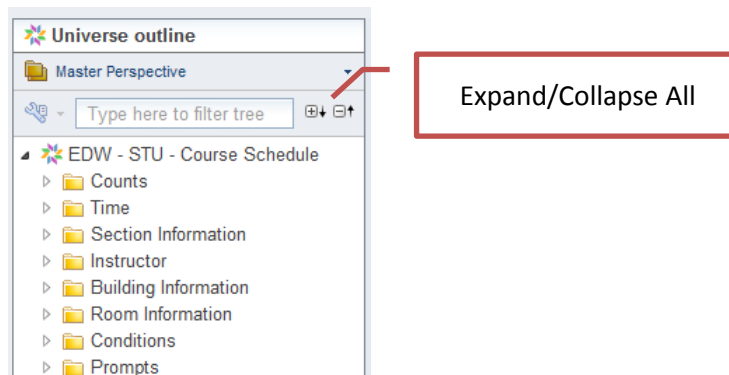 Universe outline
Master Perspective
Expand/Collapse All
Type here to filter tree
EDW - STU - Course Schedule
Counts
Time
Section Information
Instructor
Building Information
Room Information
Conditions
Prompts